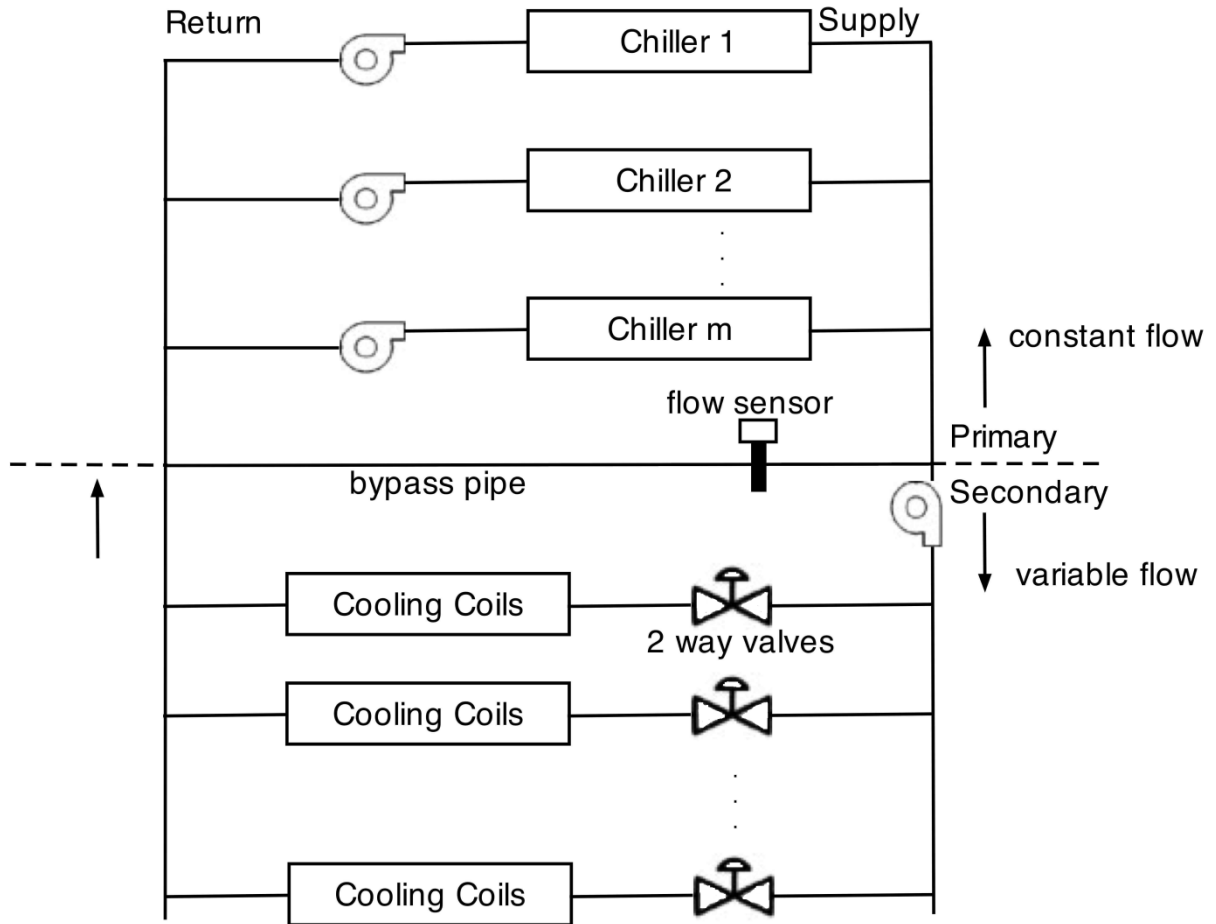 Return
Supply
Chiller 1
Chiller 2
Chiller m
constant flow
flow sensor
Primary
bypass pipe
Secondary
variable flow
Cooling Coils
2 way valves
Cooling Coils
Cooling Coils